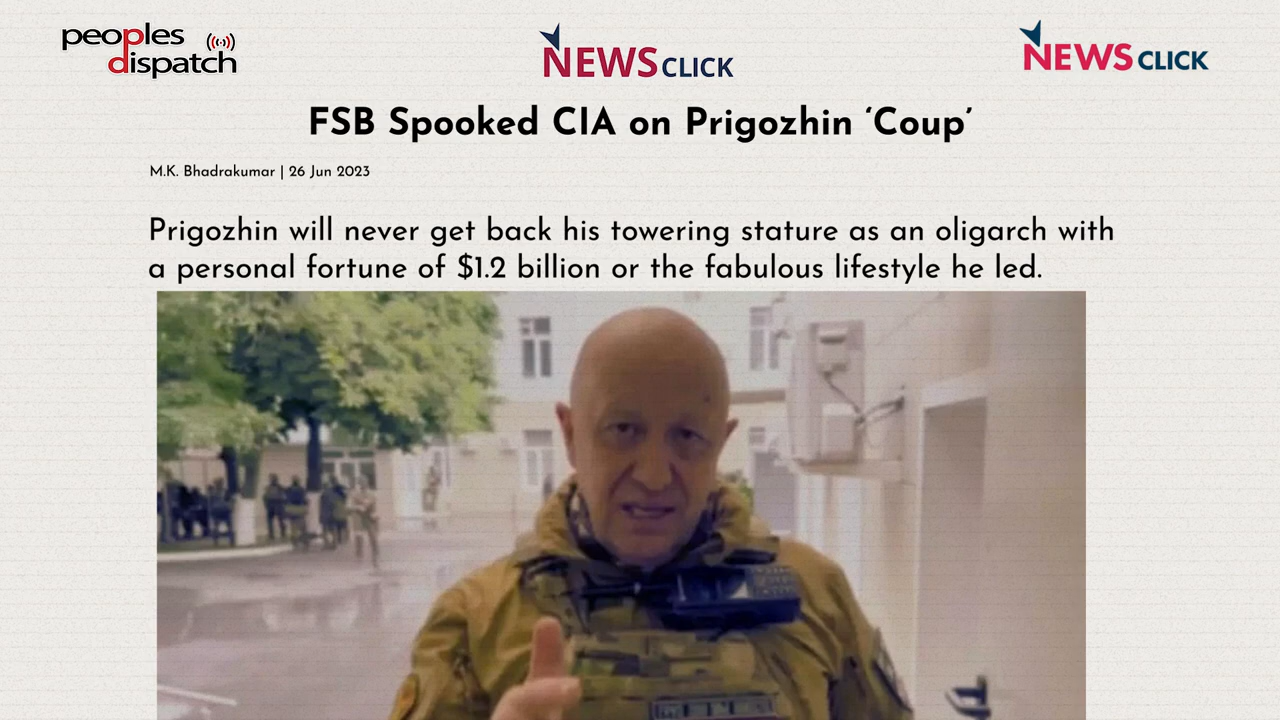 peoples
dispatch
NEWSCLICK
NEWSCLICK
FSB Spooked CIA on Prigozhin ‘Coup’
M.K. Bhadrakumar | 26 Jun 2023
Prigozhin will never get back his towering stature as an oligarch with
a personal fortune of $1.2 billion or the fabulous lifestyle he led.